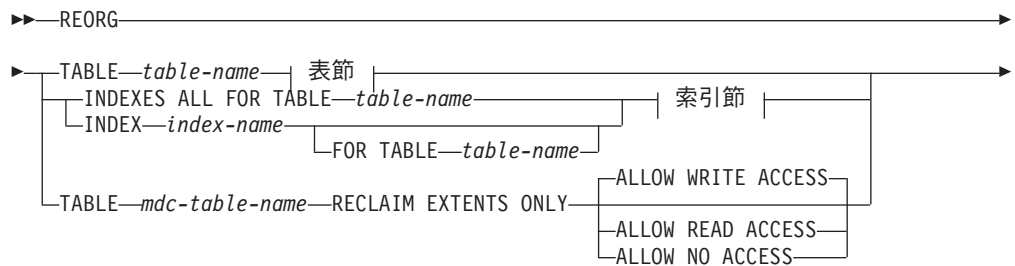 REORG
TABLE table-name 表節
INDEXES ALL FOR TABLE table-name 索引節
INDEX index-name
FOR TABLE table-name
ALLOW WRITE ACCESS
TABLE mdc-table-name RECLAIM EXTENTS ONLY
ALLOW READ ACCESS
ALLOW NO ACCESS